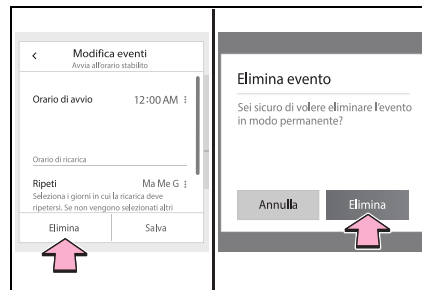 Modifica eventi
Avvia all'orario stabilito
Orario di avvio 12:00 AM
Orario di ricarica
Ripeti Ma Me G
Seleziona i giorni in cui la ricarica deve
ripetersi. Se non vengono selezionati altri
Elimina Salva
Elimina evento
Sei sicuro di volere eliminare l'evento
in modo permanente?
Annulla Elimina